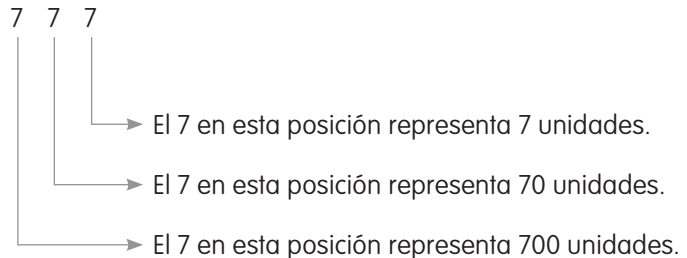 7 7 7
El 7 en esta posición representa 7 unidades.
El 7 en esta posición representa 70 unidades.
El 7 en esta posición representa 700 unidades.